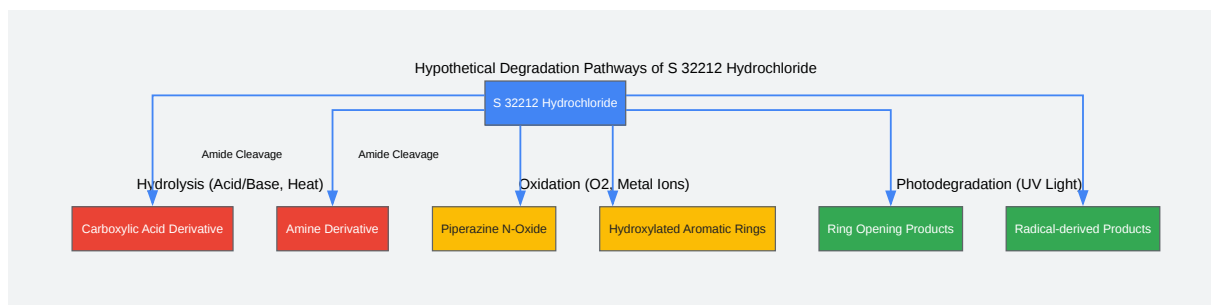 Hypothetical Degradation Pathways of S 32212 Hydrochloride
S 32212 Hydrochloride
Amide Cleavage
Amide Cleavage
Hydrolysis (Acid/Base, Heat)
Oxidation (O2, Metal Ions)
Photodegradation (UV Light)
Carboxylic Acid Derivative
Amine Derivative
Piperazine N-Oxide
Hydroxylated Aromatic Rings
Ring Opening Products
Radical-derived Products